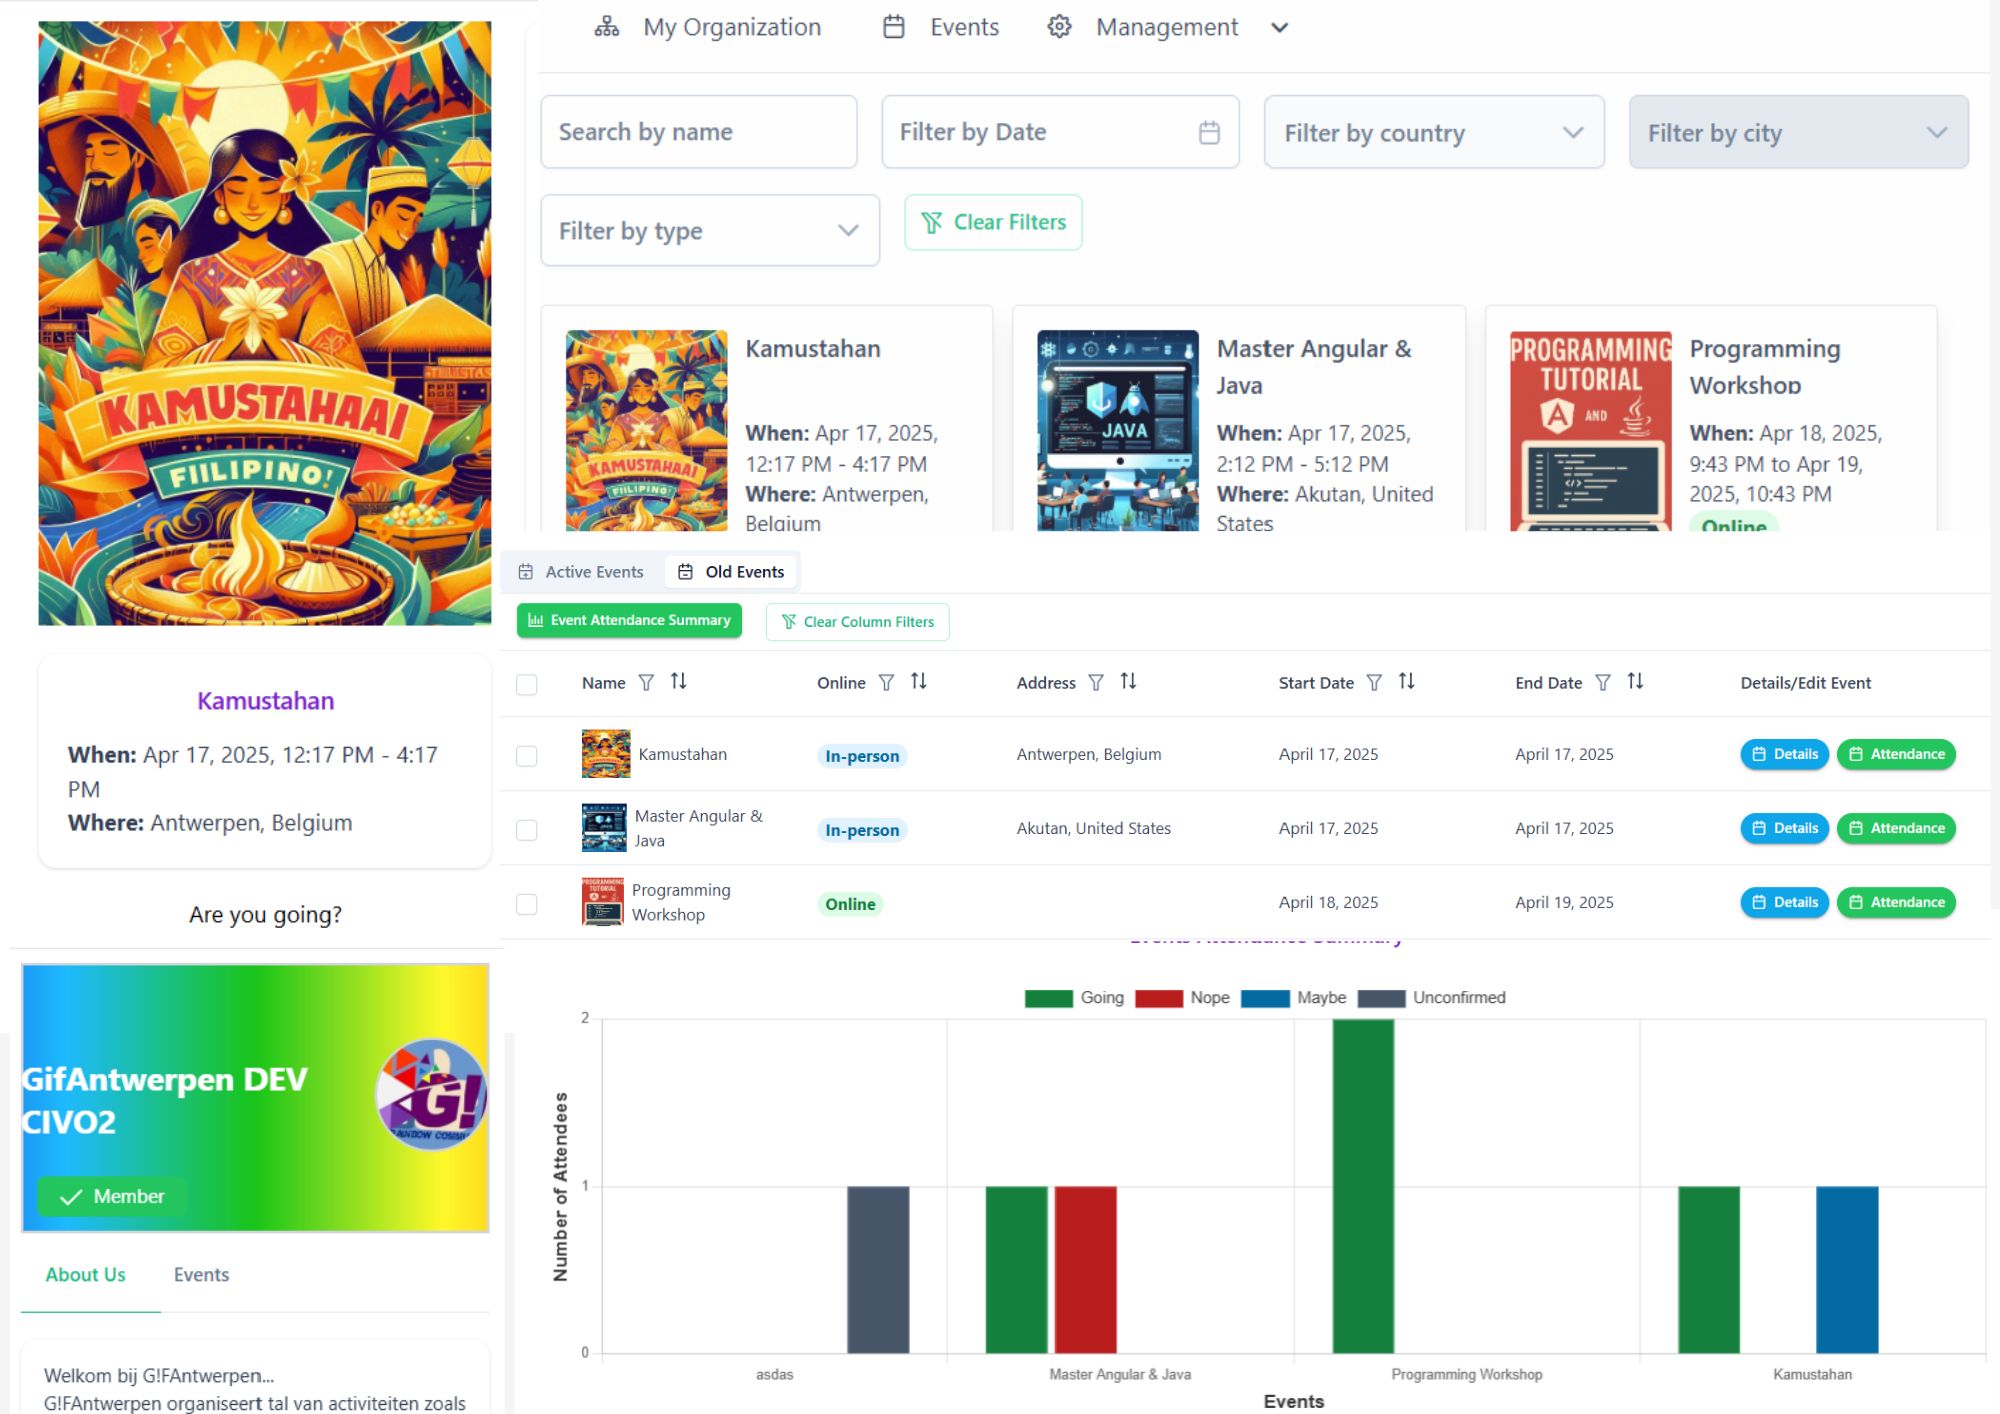 KAMUSTAHAAI
FIILIPINO!
Kamustahan
When: Apr 17, 2025, 12:17 PM - 4:17
PM
Where: Antwerpen, Belgium
Are you going?
GifAntwerpen DEV
CIVO2
G!
Member
About Us
Events
Welkom bij G!FAntwerpen...
G!FAntwerpen organiseert tal van activiteiten zoals
My Organization
Events
Management
Search by name
Filter by Date
Filter by country
Filter by city
Filter by type
Clear Filters
KAMUSTAHAAI
FIILIPINO!
Kamustahan
When: Apr 17, 2025,
12:17 PM - 4:17 PM
Where: Antwerpen,
Belgium
JAVA
Master Angular &
Java
When: Apr 17, 2025,
2:12 PM - 5:12 PM
Where: Akutan, United
States
PROGRAMMING
TUTORIAL
A AND
</>
Programming
Workshop
When: Apr 18, 2025,
9:43 PM to Apr 19,
2025, 10:43 PM
Online
Active Events
Old Events
Event Attendance Summary
Clear Column Filters
Name Online Address Start Date End Date Details/Edit Event
Kamustahan In-person Antwerpen, Belgium April 17, 2025 April 17, 2025 Details Attendance
Master Angular &
Java
In-person Akutan, United States April 17, 2025 April 17, 2025 Details Attendance
PROGRAMMING
TUTORIAL
Programming
Workshop
Online April 18, 2025 April 19, 2025 Details Attendance
Events Attendance Summary
Going Nope Maybe Unconfirmed
2
1
0
Number of Attendees
asdas Master Angular & Java Programming Workshop Kamustahan
Events